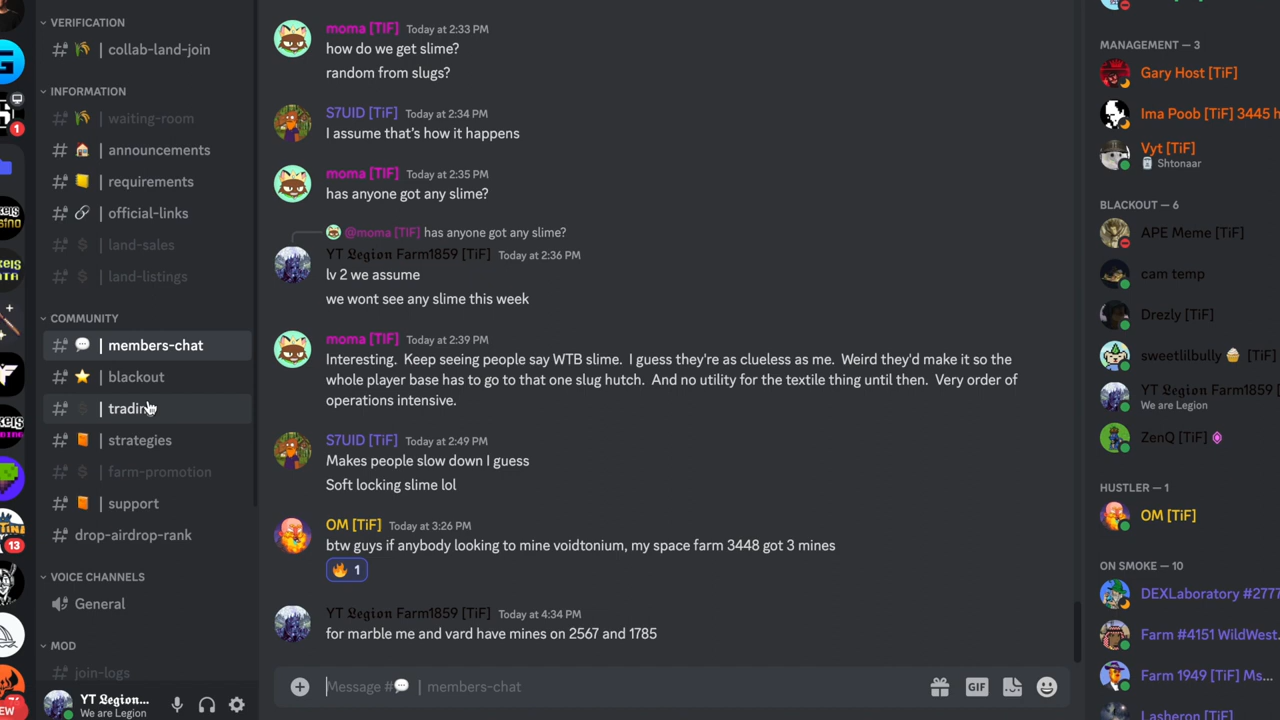 VERIFICATION
collab-land-join
INFORMATION
waiting-room
announcements
requirements
official-links
land-sales
land-listings
COMMUNITY
members-chat
blackout
trading
strategies
farm-promotion
support
drop-airdrop-rank
VOICE CHANNELS
General
MOD
join-logs
YT 𝕷𝖊𝖌𝖎𝖔𝖓...
We are Legion
1
13
NEW
moma [TiF] Today at 2:33 PM
how do we get slime?
random from slugs?
S7UID [TiF] Today at 2:34 PM
I assume that's how it happens
moma [TiF] Today at 2:35 PM
has anyone got any slime?
@moma [TiF] has anyone got any slime?
YT 𝕷𝖊𝖌𝖎𝖔𝖓 Farm1859 [TiF] Today at 2:36 PM
lv 2 we assume
we wont see any slime this week
moma [TiF] Today at 2:39 PM
Interesting. Keep seeing people say WTB slime. I guess they're as clueless as me. Weird they'd make it so the
whole player base has to go to that one slug hutch. And no utility for the textile thing until then. Very order of
operations intensive.
S7UID [TiF] Today at 2:49 PM
Makes people slow down I guess
Soft locking slime lol
OM [TiF] Today at 3:26 PM
btw guys if anybody looking to mine voidtonium, my space farm 3448 got 3 mines
🔥 1
YT 𝕷𝖊𝖌𝖎𝖔𝖓 Farm1859 [TiF] Today at 4:34 PM
for marble me and vard have mines on 2567 and 1785
Message #💬 | members-chat
GIF
MANAGEMENT — 3
Gary Host [TiF]
Ima Poob [TiF] 3445 h
Vyt [TiF]
Shtonaar
BLACKOUT — 6
APE Meme [TiF]
cam temp
Drezly [TiF]
sweetlilbully 🧁 [TiF]
YT 𝕷𝖊𝖌𝖎𝖔𝖓 Farm1859 [
We are Legion
ZenQ [TiF]
HUSTLER — 1
OM [TiF]
ON SMOKE — 10
DEXLaboratory #2777
Farm #4151 WildWest.
Farm 1949 [TiF] Ms...
Lasheron [TiF]